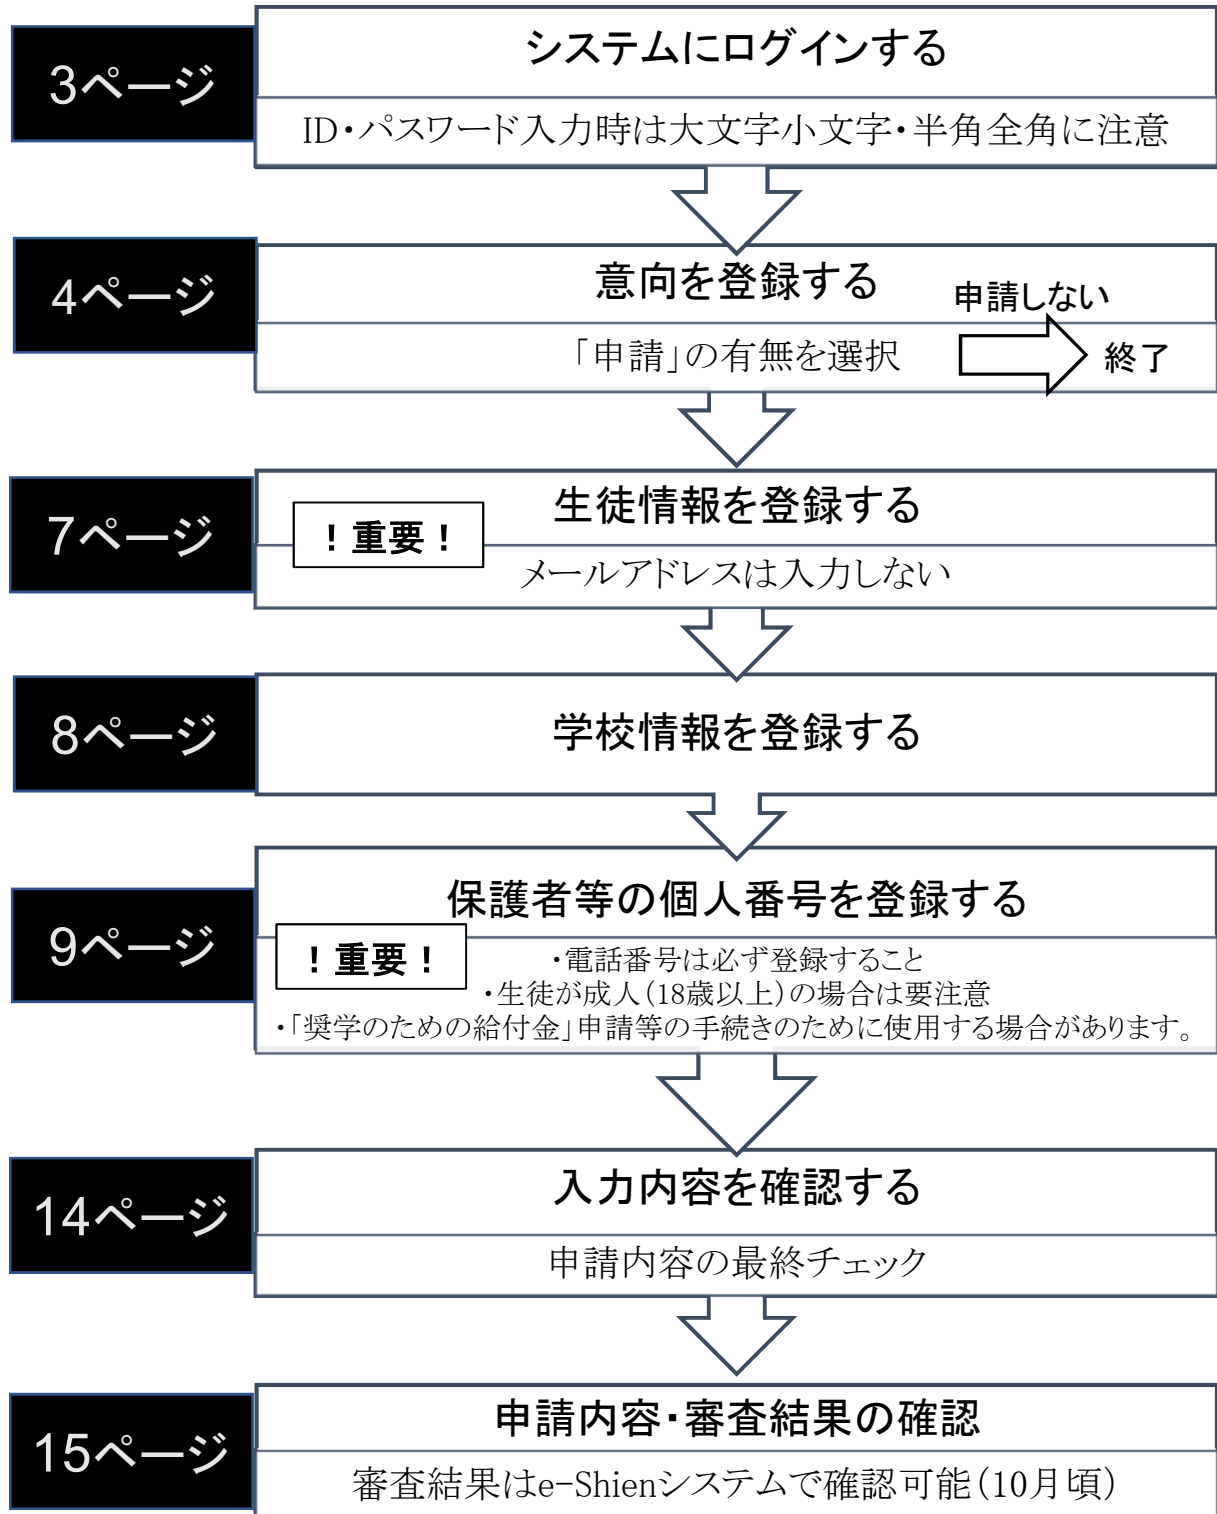 3ページ
システムにログインする
ID・パスワード入力時は大文字小文字・半角全角に注意
4ページ
意向を登録する
申請しない
「申請」の有無を選択
終了
7ページ
生徒情報を登録する
！重要！
メールアドレスは入力しない
8ページ
学校情報を登録する
9ページ
保護者等の個人番号を登録する
！重要！
・電話番号は必ず登録すること
・生徒が成人(18歳以上)の場合は要注意
・「奨学のための給付金」申請等の手続きのために使用する場合があります。
14ページ
入力内容を確認する
申請内容の最終チェック
15ページ
申請内容・審査結果の確認
審査結果はe-Shienシステムで確認可能(10月頃)